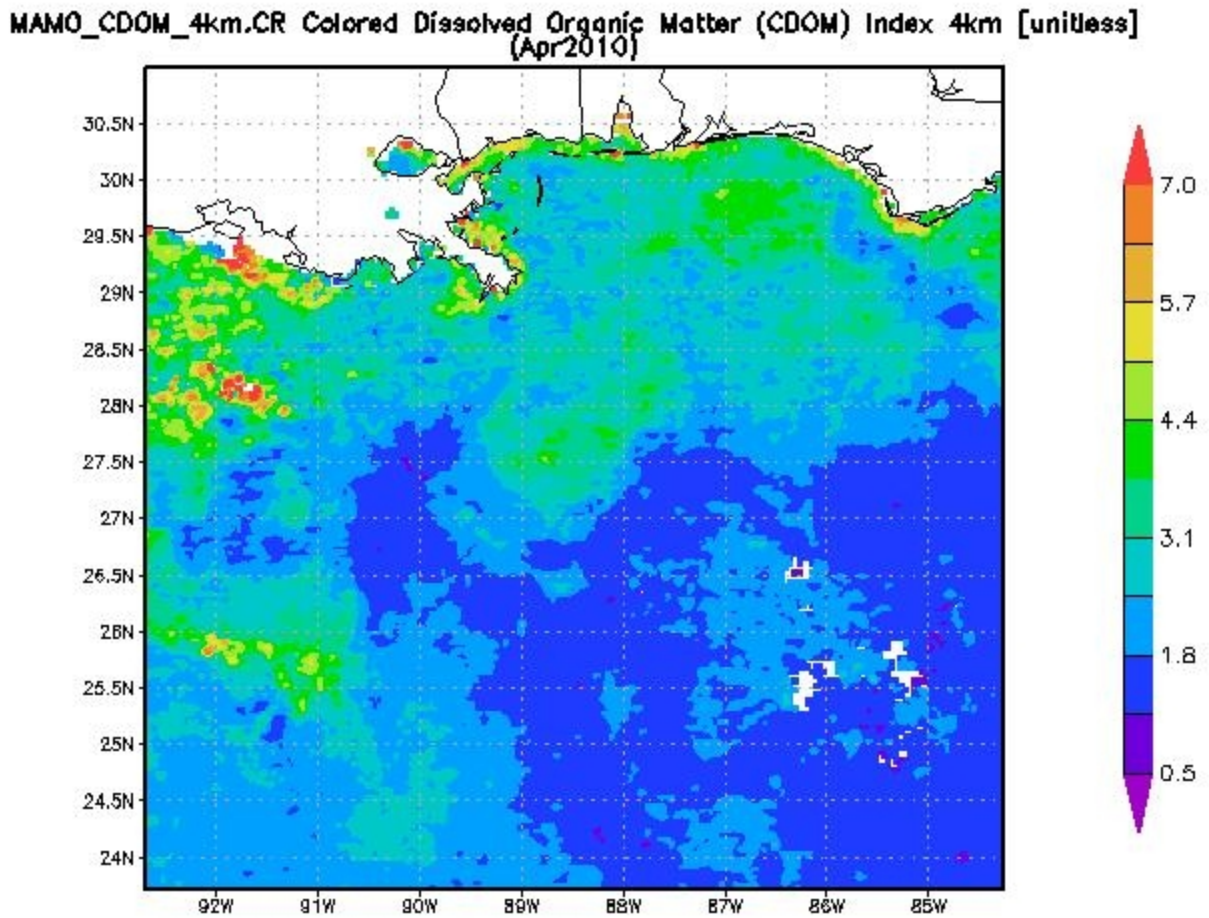 MAMO_CDOM_4km.CR Colored Dissolved Organic Matter (CDOM) Index 4km [unitless]
(Apr2010)
30.5N
30N
29.5N
29N
28.5N
28N
27.5N
27N
26.5N
26N
25.5N
25N
24.5N
24N
92W 91W 90W 89W 88W 87W 86W 85W
7.0
5.7
4.4
3.1
1.8
0.5